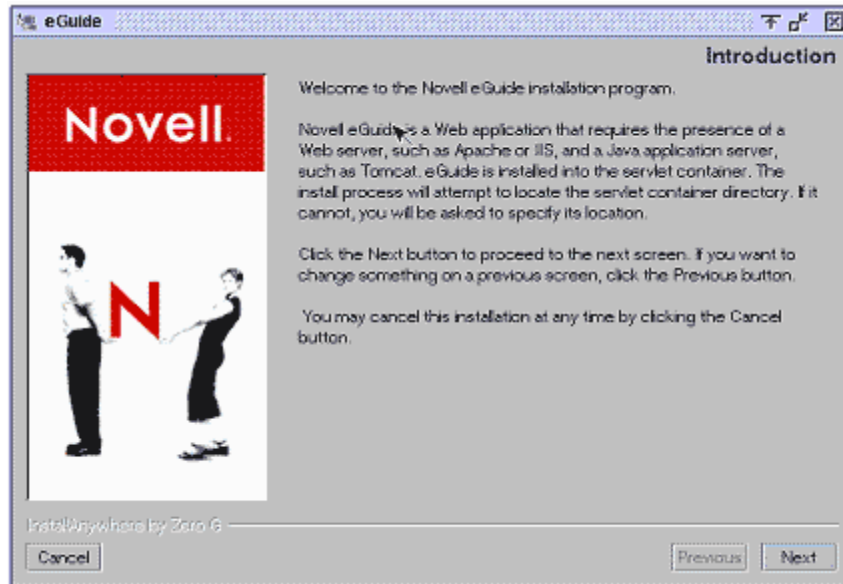 eGuide
Introduction
Novell.
Welcome to the Novell eGuide installation program.
Novell eGuide is a Web application that requires the presence of a
Web server, such as Apache or IIS, and a Java application server,
such as Tomcat. eGuide is installed into the servlet container. The
install process will attempt to locate the servlet container directory. If it
cannot, you will be asked to specify its location.
Click the Next button to proceed to the next screen. If you want to
change something on a previous screen, click the Previous button.
You may cancel this installation at any time by clicking the Cancel
button.
N
InstallAnywhere by Zero G
Cancel
Previous
Next